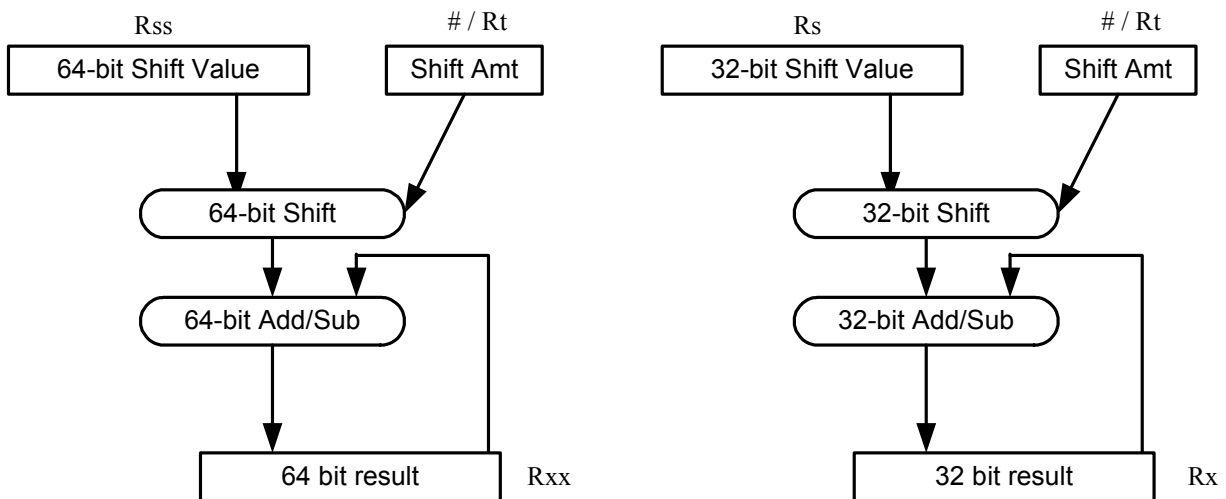 Rss
# / Rt
64-bit Shift Value
Shift Amt
64-bit Shift
64-bit Add/Sub
64 bit result
Rxx
Rs
# / Rt
32-bit Shift Value
Shift Amt
32-bit Shift
32-bit Add/Sub
32 bit result
Rx